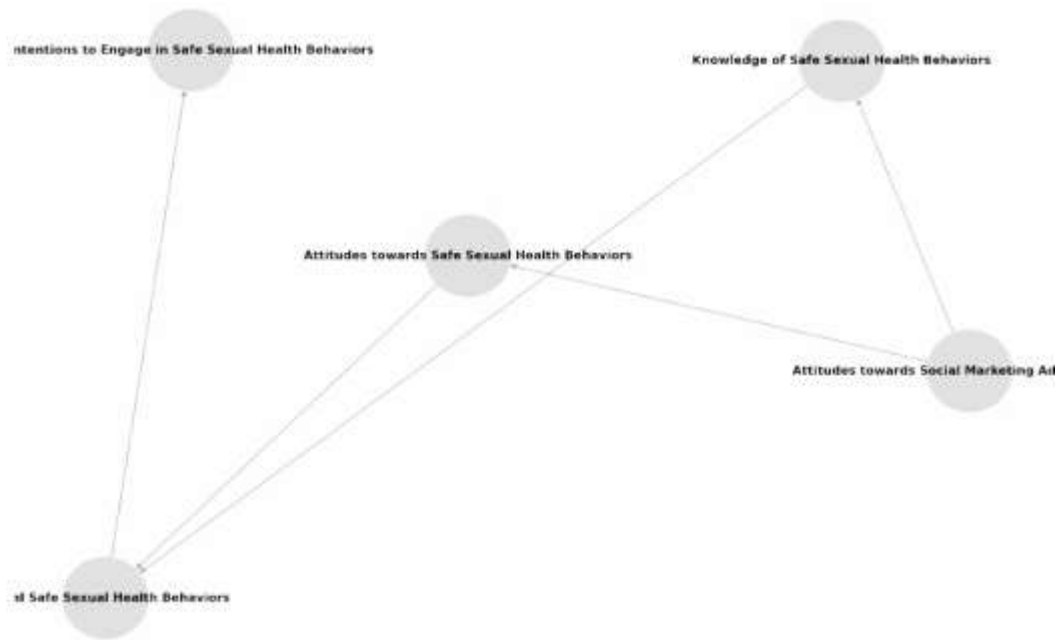 ntentions to Engage in Safe Sexual Health Behaviors
Knowledge of Safe Sexual Health Behaviors
Attitudes towards Safe Sexual Health Behaviors
Attitudes towards Social Marketing Ad
Safe Sexual Health Behaviors